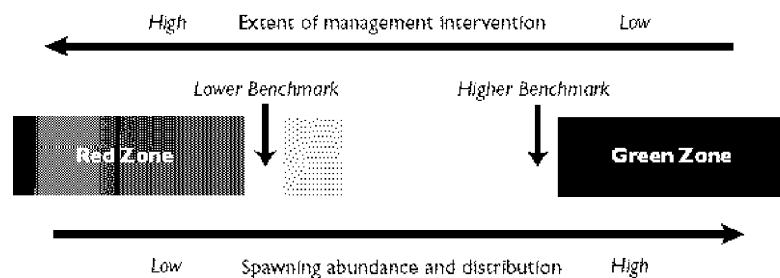 High Extent of management intervention Low
Lower Benchmark Higher Benchmark
Red Zone Green Zone
Low Spawning abundance and distribution High